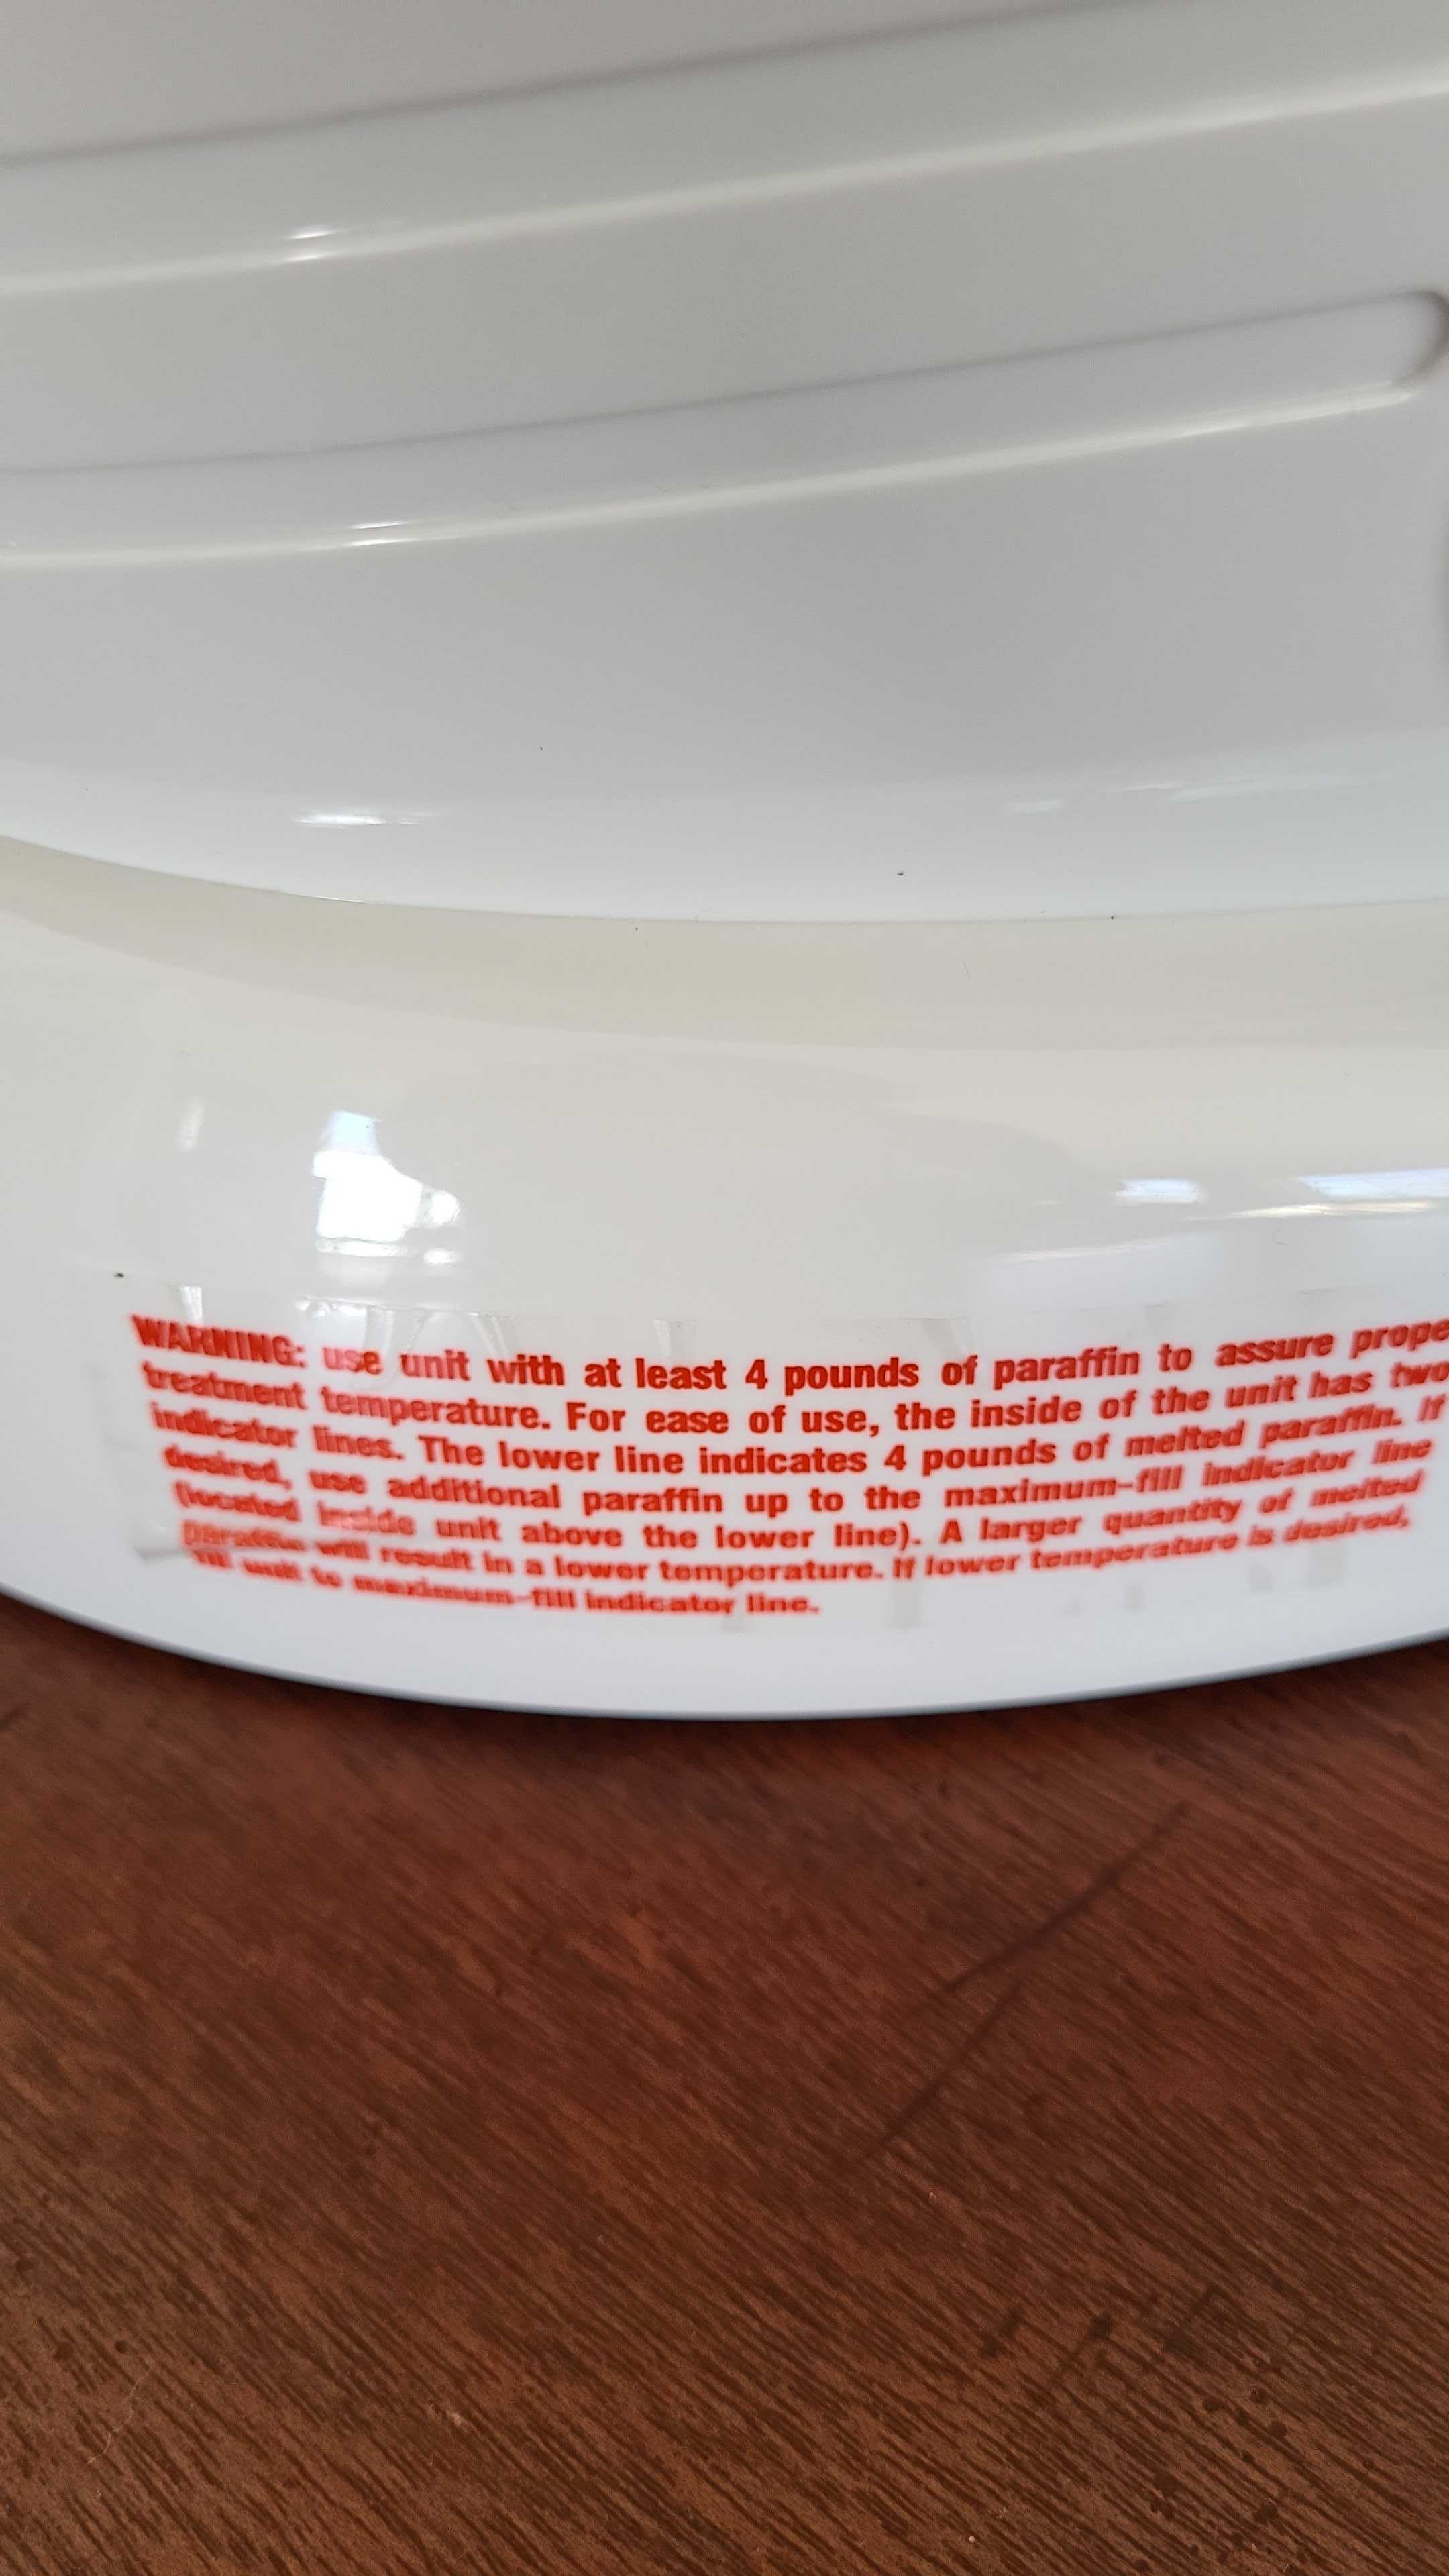 WARNING: use unit with at least 4 pounds of paraffin to assure prope
treatment temperature. For ease of use, the inside of the unit has two
indicator lines. The lower line indicates 4 pounds of melted paraffin. If
desired, use additional paraffin up to the maximum-fill indicator line
(located inside unit above the lower line). A larger quantity of melted
paraffin will result in a lower temperature. If lower temperature is desired,
fill unit to maximum-fill indicator line.